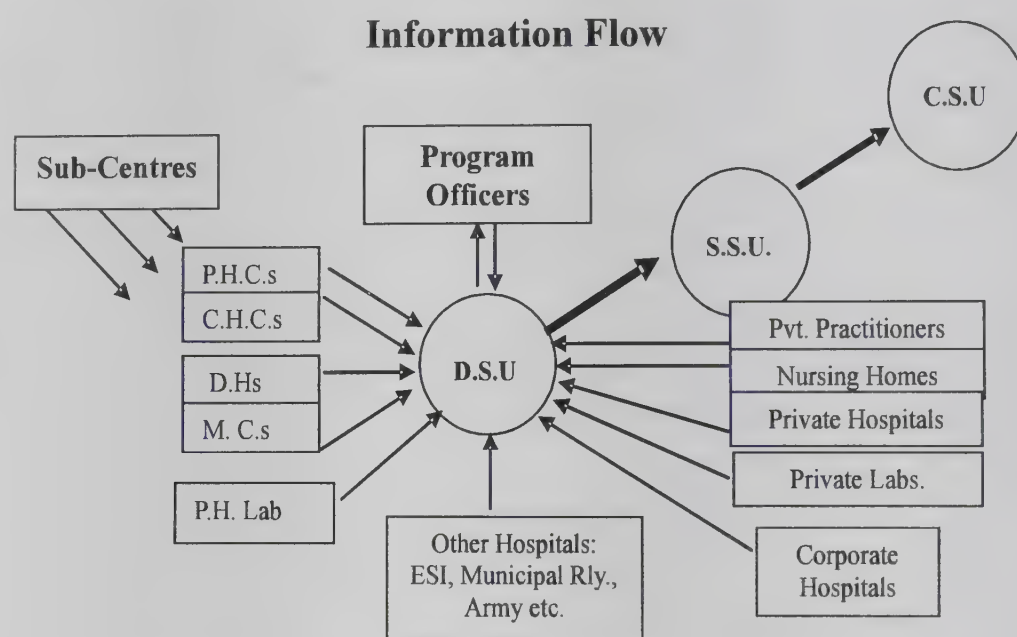 Information Flow
C.S.U
Sub-Centres
Program
Officers
S.S.U.
P.H.C.s
C.H.C.s
D.Hs
M. C.s
P.H. Lab
D.S.U
Pvt. Practitioners
Nursing Homes
Private Hospitals
Private Labs.
Other Hospitals:
ESI, Municipal Rly.,
Army etc.
Corporate
Hospitals